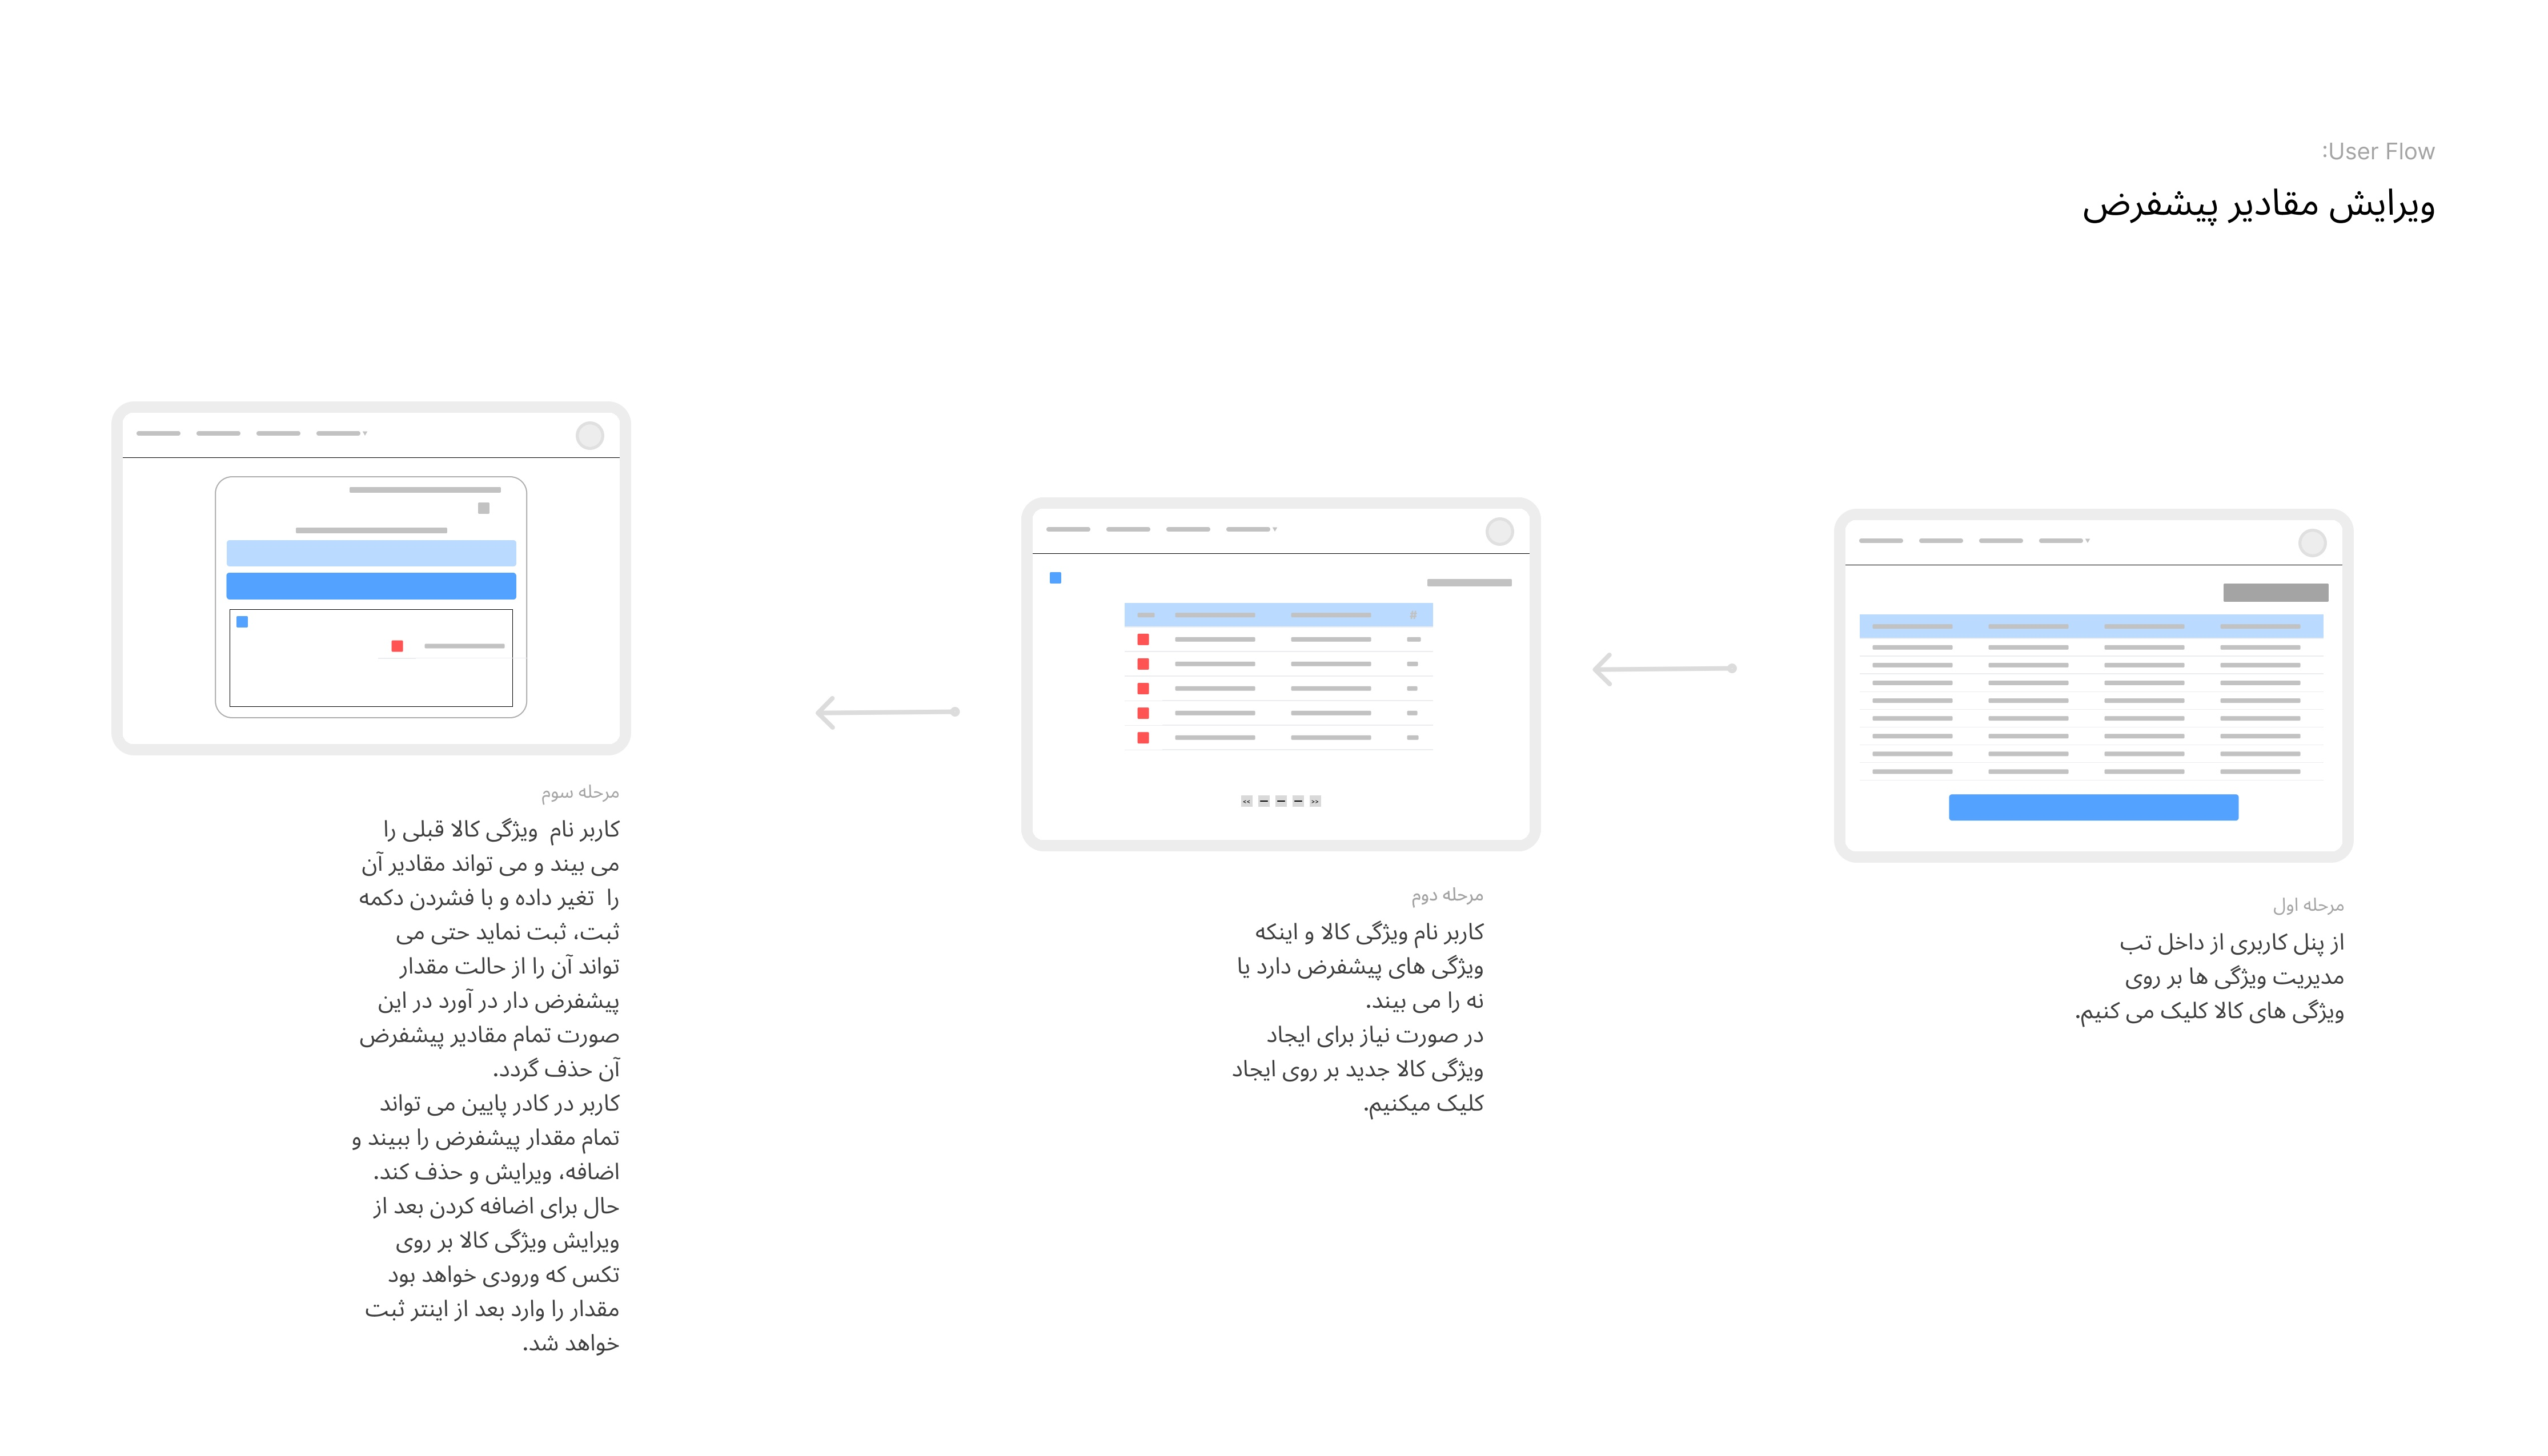 User Flow:
ویرایش مقادیر پیشفرض
مرحله اول
از پنل کاربری از داخل تب
مدیریت ویژگی ها بر روی
ویژگی های کالا کلیک می کنیم.
#
<< >>
مرحله دوم
کاربر نام ویژگی کالا و اینکه
ویژگی های پیشفرض دارد یا
نه را می بیند.
در صورت نیاز برای ایجاد
ویژگی کالا جدید بر روی ایجاد
کلیک میکنیم.
مرحله سوم
کاربر نام  ویژگی کالا قبلی را
می بیند و می تواند مقادیر آن
را  تغیر داده و با فشردن دکمه
ثبت، ثبت نماید حتی می
تواند آن را از حالت مقدار
پیشفرض دار در آورد در این
صورت تمام مقادیر پیشفرض
آن حذف گردد.
کاربر در کادر پایین می تواند
تمام مقدار پیشفرض را ببیند و
اضافه، ویرایش و حذف کند.
حال برای اضافه کردن بعد از
ویرایش ویژگی کالا بر روی
تکس که ورودی خواهد بود
مقدار را وارد بعد از اینتر ثبت
خواهد شد.